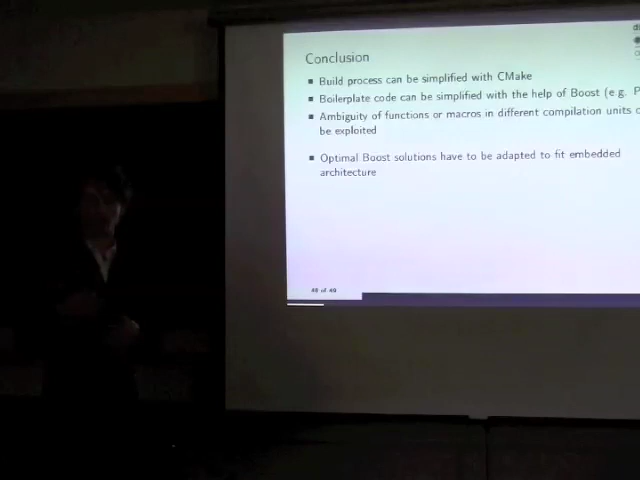 Conclusion
Build process can be simplified with CMake
Boilerplate code can be simplified with the help of Boost (e g. P
Ambiguity of functions or macros in different compilation units
be exploited
Optimal Boost solutions have to be adapted to fit embedded
architecture
48 of 49